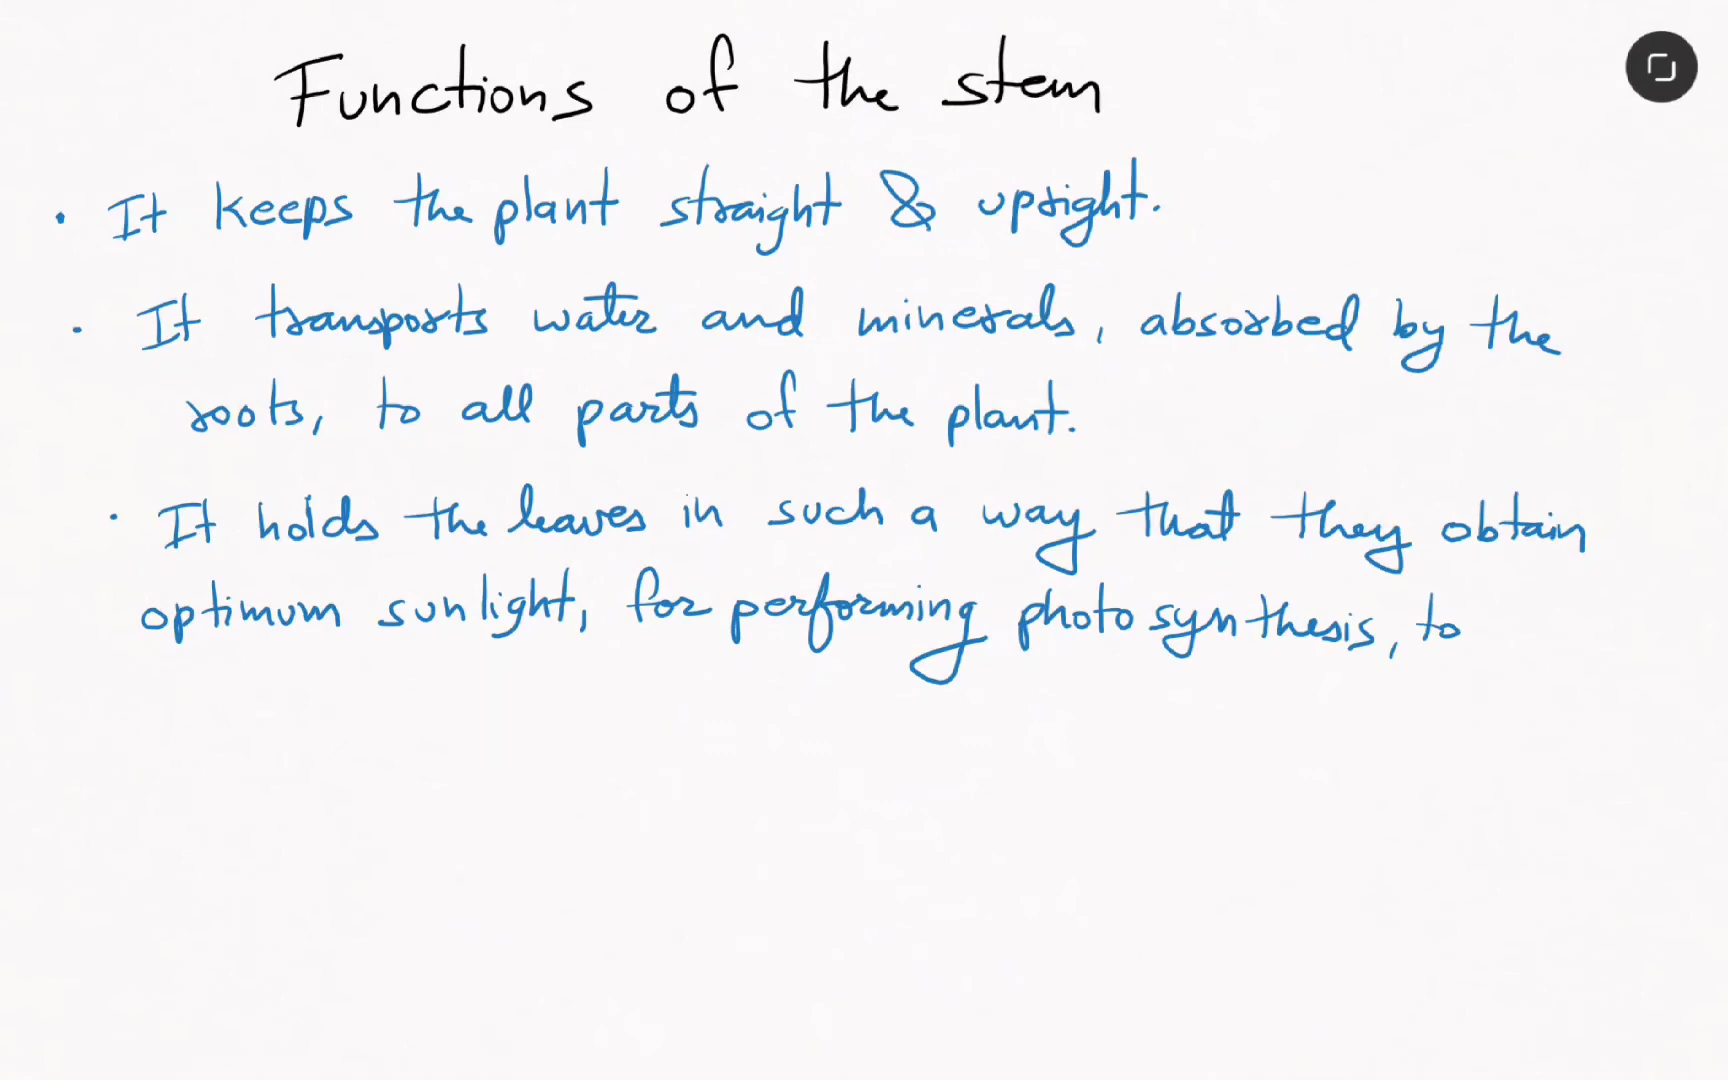 Functions of the stem
· It keeps the plant straight & upright.
· It transports water and minerals, absorbed by the
roots, to all parts of the plant.
· It holds the leaves in such a way that they obtain
optimum sunlight, for performing photosynthesis, to